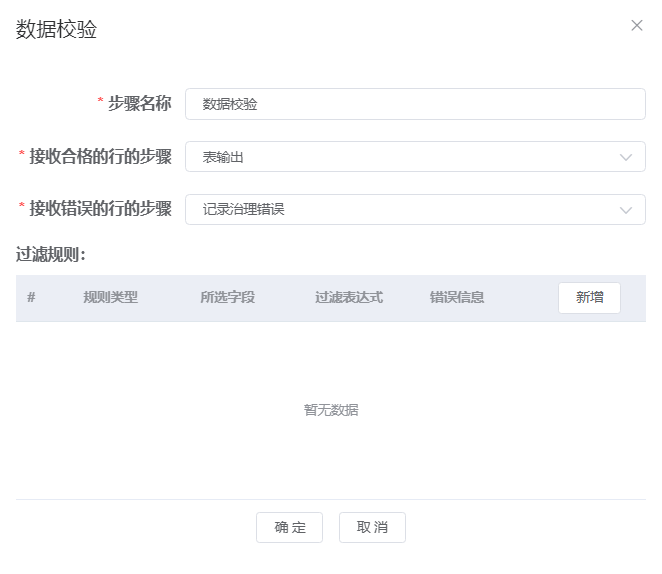 数据校验
* 步骤名称 数据校验
* 接收合格的行的步骤 表输出
* 接收错误的行的步骤 记录治理错误
过滤规则：
# 规则类型 所选字段 过滤表达式 错误信息 新增
暂无数据
确 定 取 消